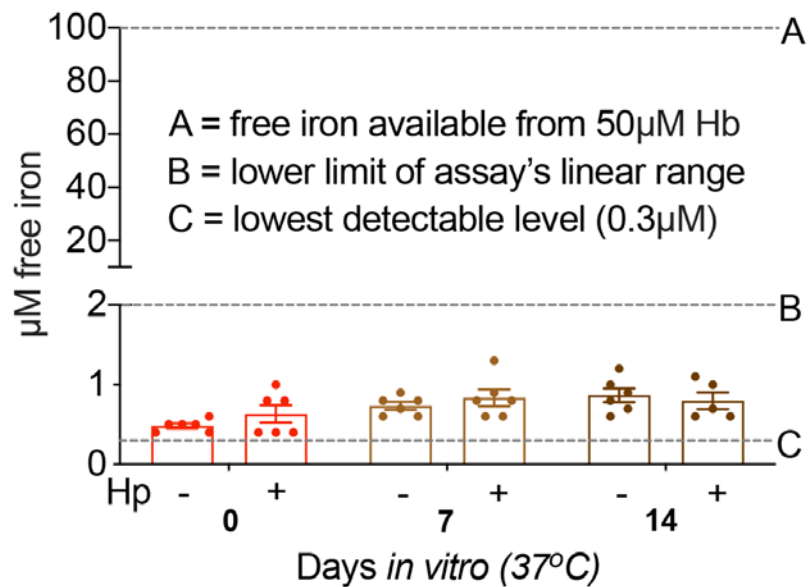 100
A
80
A = free iron available from 50µM Hb
60
B = lower limit of assay's linear range
40
C = lowest detectable level (0.3µM)
20
µM free iron
2
B
1
C
0
Hp - + - + - +
0 7 14
Days in vitro (37°C)